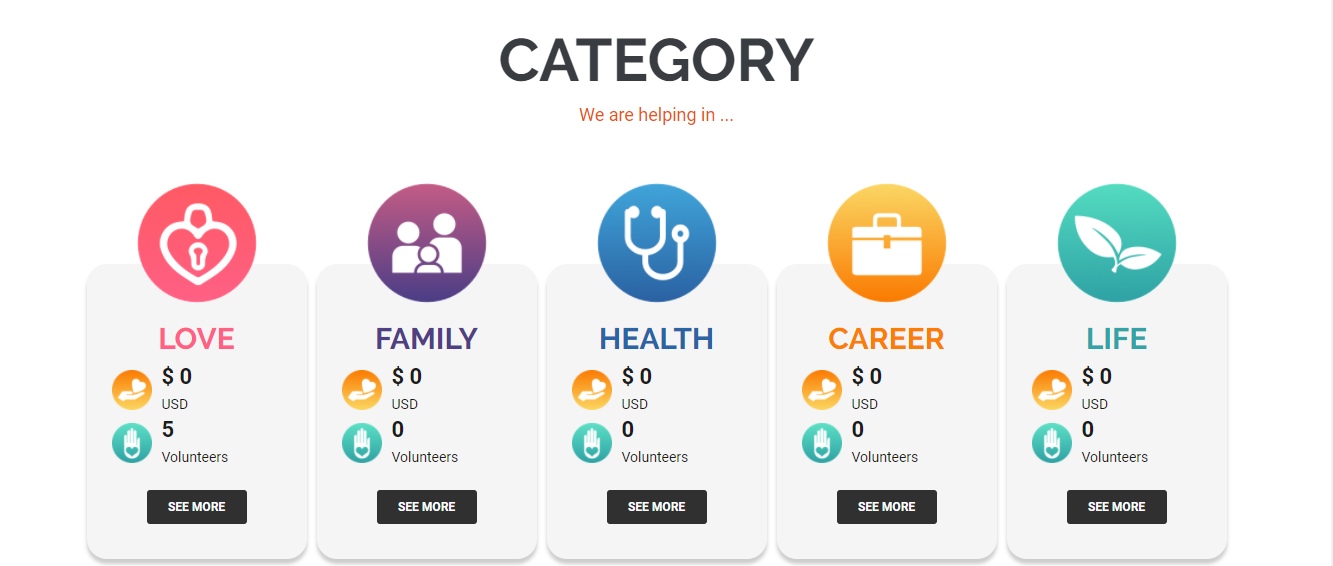 CATEGORY
We are helping in ...
LOVE
$ 0
USD
5
Volunteers
SEE MORE
FAMILY
$ 0
USD
0
Volunteers
SEE MORE
HEALTH
$ 0
USD
0
Volunteers
SEE MORE
CAREER
$ 0
USD
0
Volunteers
SEE MORE
LIFE
$ 0
USD
0
Volunteers
SEE MORE